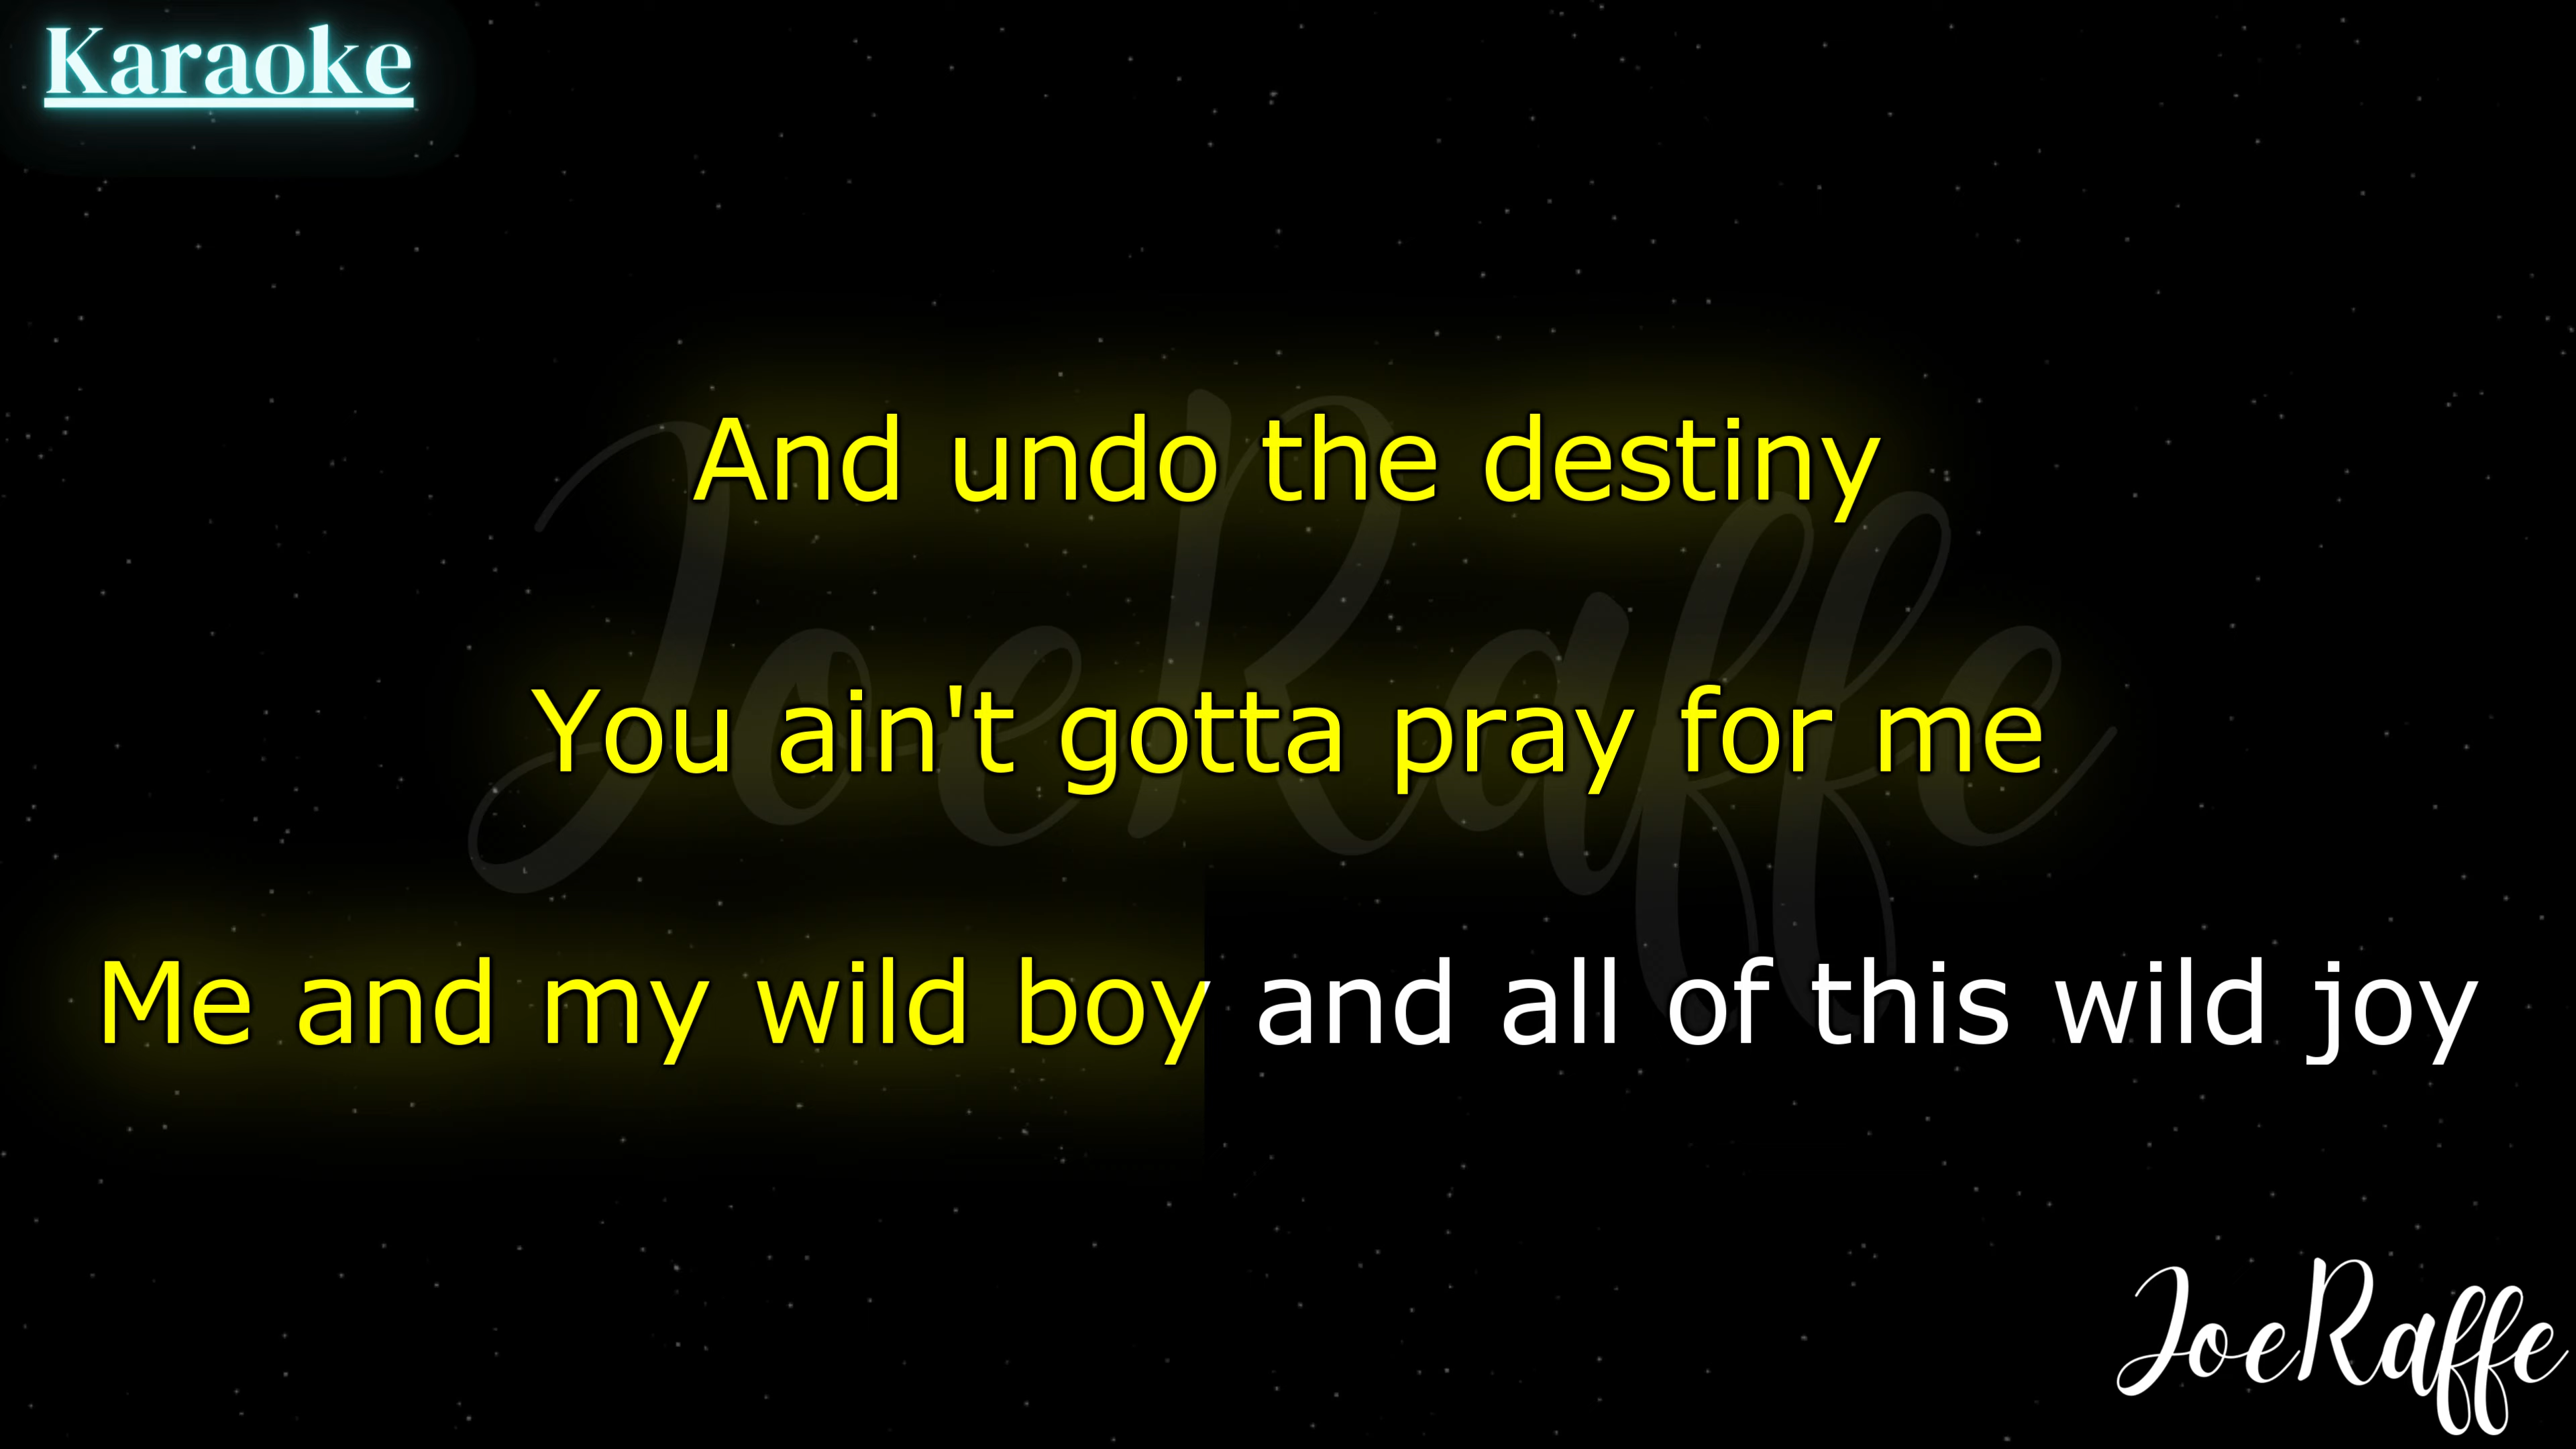 Karaoke
And undo the destiny
You ain't gotta pray for me
Me and my wild boy and all of this wild joy
JoeRaffe
JoeRaffe